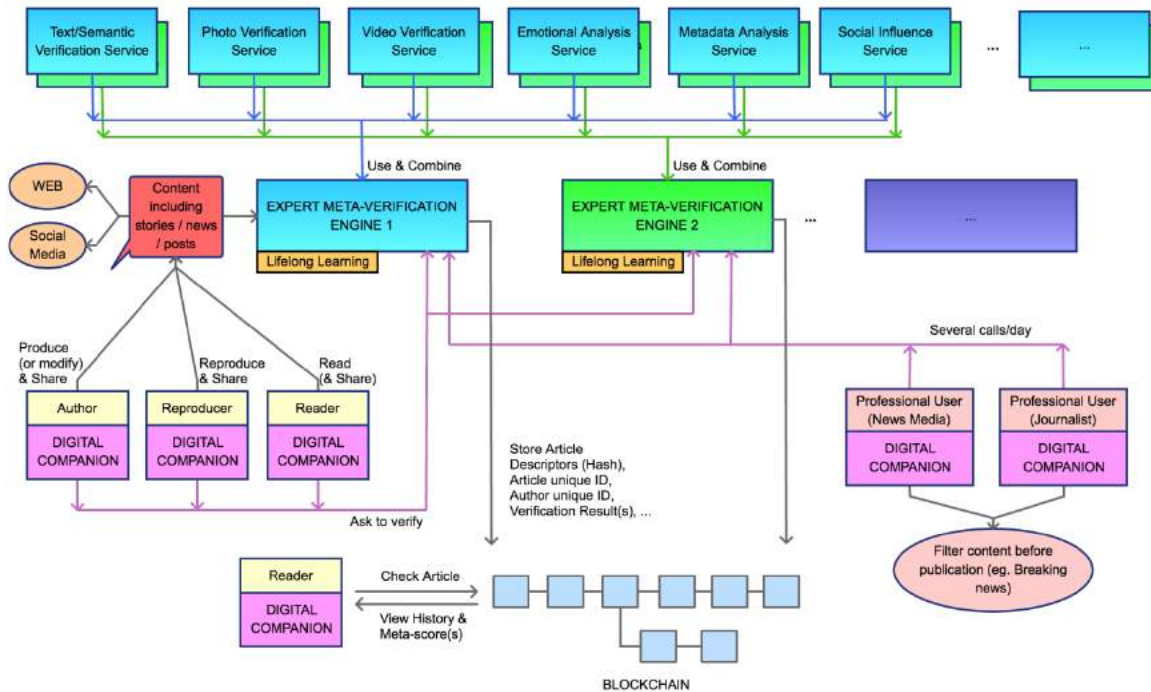 Text/Semantic
Verification Service
Photo Verification
Service
Video Verification
Service
Emotional Analysis
Service
Metadata Analysis
Service
Social Influence
Service
...
...
Use & Combine
Use & Combine
WEB
Social
Media
Content
including
stories / news
/ posts
EXPERT META-VERIFICATION
ENGINE 1
Lifelong Learning
EXPERT META-VERIFICATION
ENGINE 2
Lifelong Learning
...
...
Several calls/day
Produce
(or modify)
& Share
Reproduce
& Share
Read
(& Share)
Author
DIGITAL
COMPANION
Reproducer
DIGITAL
COMPANION
Reader
DIGITAL
COMPANION
Professional User
(News Media)
DIGITAL
COMPANION
Professional User
(Journalist)
DIGITAL
COMPANION
Ask to verify
Store Article
Descriptors (Hash),
Article unique ID,
Author unique ID,
Verification Result(s), ...
Filter content before
publication (eg. Breaking
news)
Reader
DIGITAL
COMPANION
Check Article
View History &
Meta-score(s)
BLOCKCHAIN